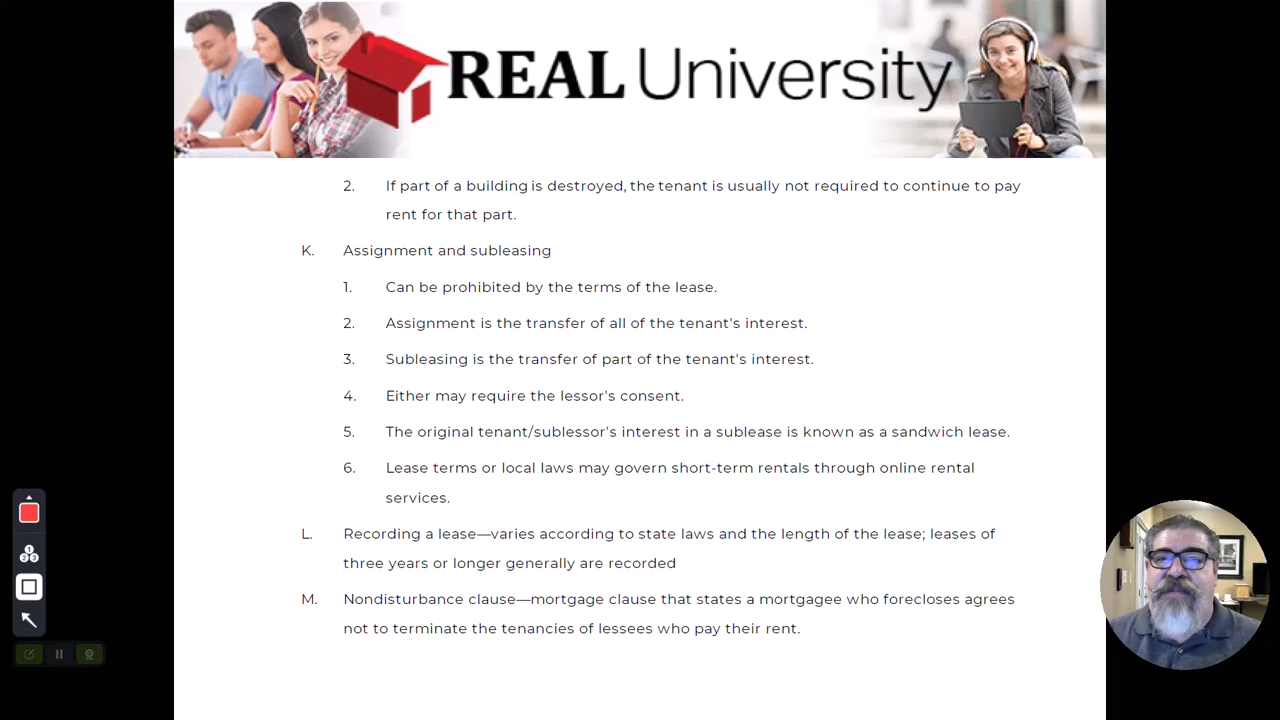 REAL University
2. If part of a building is destroyed, the tenant is usually not required to continue to pay
rent for that part.
K. Assignment and subleasing
1. Can be prohibited by the terms of the lease.
2. Assignment is the transfer of all of the tenant's interest.
3. Subleasing is the transfer of part of the tenant's interest.
4. Either may require the lessor's consent.
5. The original tenant/sublessor's interest in a sublease is known as a sandwich lease.
6. Lease terms or local laws may govern short-term rentals through online rental
services.
L. Recording a lease—varies according to state laws and the length of the lease; leases of
three years or longer generally are recorded
M. Nondisturbance clause—mortgage clause that states a mortgagee who forecloses agrees
not to terminate the tenancies of lessees who pay their rent.